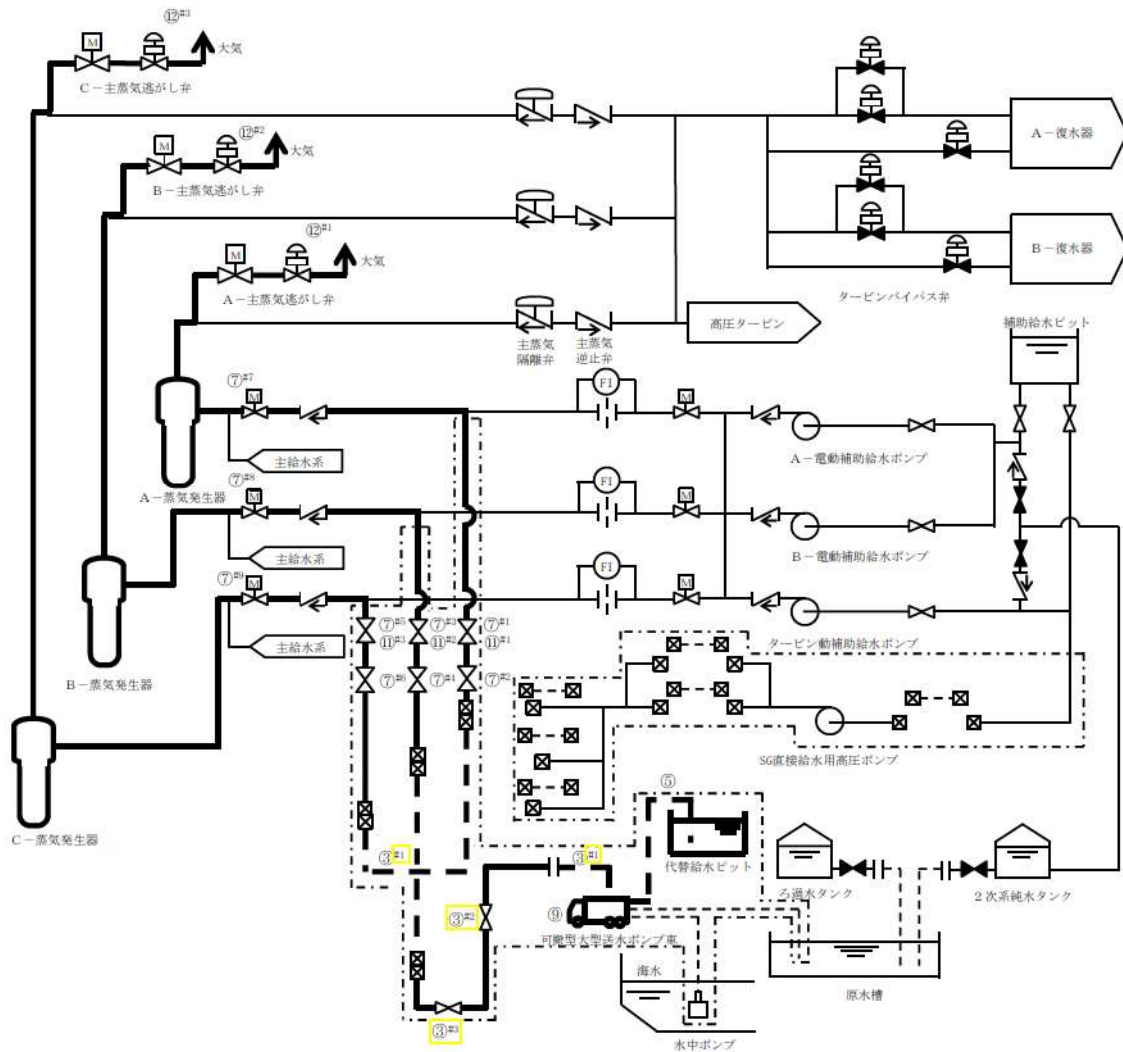 ⑫#3
M
大気
C－主蒸気逃がし弁
⑫#2
M
大気
B－主蒸気逃がし弁
⑫#1
M
大気
A－主蒸気逃がし弁
A－復水器
B－復水器
タービンバイパス弁
高圧タービン
主蒸気
隔離弁
主蒸気
逆止弁
補助給水ピット
⑦#7
M
FI
M
主給水系
A－電動補助給水ポンプ
A－蒸気発生器
⑦#8
M
FI
M
主給水系
B－電動補助給水ポンプ
⑦#9
M
FI
M
主給水系
タービン動補助給水ポンプ
B－蒸気発生器
⑦#5
⑪#3
⑦#3
⑪#2
⑦#1
⑪#1
⑦#6
⑦#4
⑦#2
SG直接給水用高圧ポンプ
C－蒸気発生器
⑤
代替給水ピット
③#1
③#1
ろ過水タンク
2次系純水タンク
③#2
⑨
可搬型大型送水ポンプ車
海水
原水槽
③#3
水中ポンプ